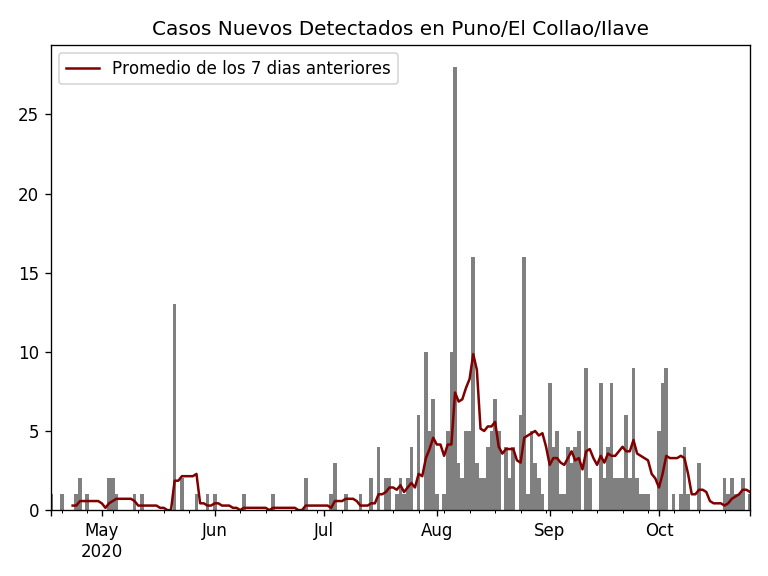 Casos Nuevos Detectados en Puno/El Collao/Ilave
Promedio de los 7 dias anteriores
25
20
15
10
5
0
May Jun Jul Aug Sep Oct
2020